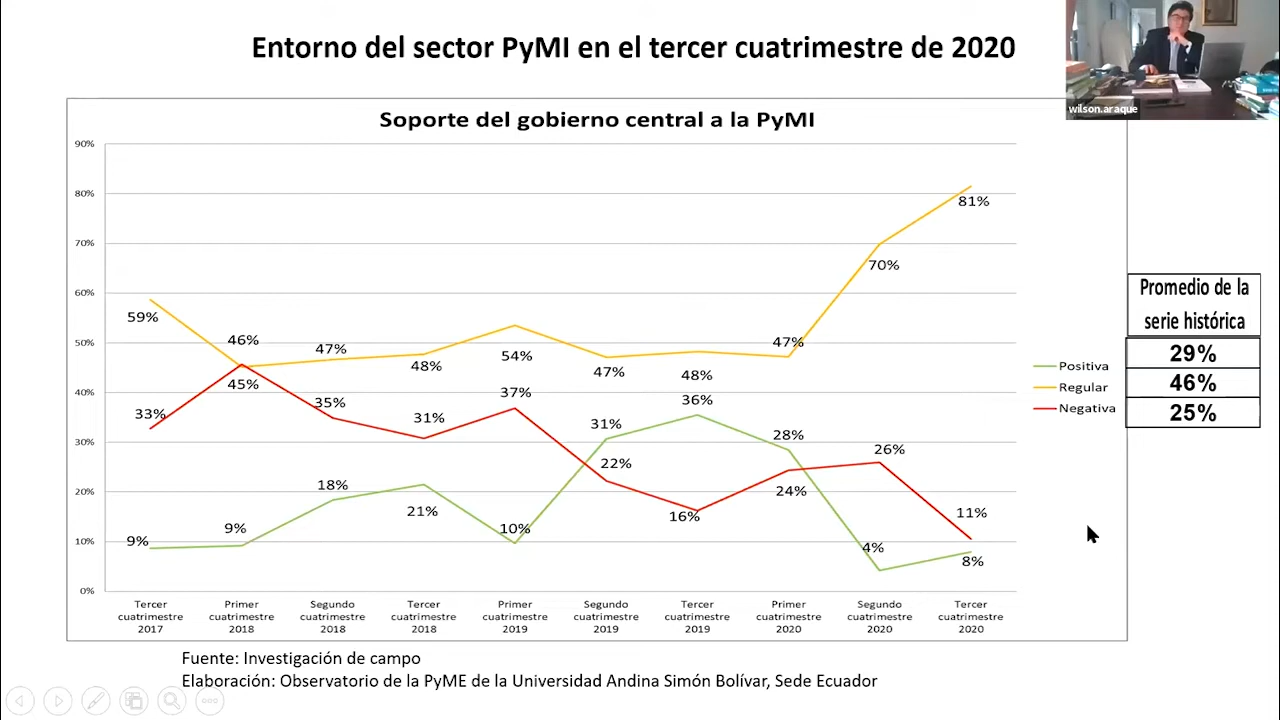 Entorno del sector PyMI en el tercer cuatrimestre de 2020
wilson.araque
Soporte del gobierno central a la PyMI
90%
80%
70%
60%
50%
40%
30%
20%
10%
0%
59%
46%
47%
48%
54%
47%
48%
47%
70%
81%
33%
45%
35%
31%
37%
22%
16%
24%
26%
11%
9%
9%
18%
21%
10%
31%
36%
28%
4%
8%
Tercer cuatrimestre 2017
Primer cuatrimestre 2018
Segundo cuatrimestre 2018
Tercer cuatrimestre 2018
Primer cuatrimestre 2019
Segundo cuatrimestre 2019
Tercer cuatrimestre 2019
Primer cuatrimestre 2020
Segundo cuatrimestre 2020
Tercer cuatrimestre 2020
Promedio de la
serie histórica
Positiva 29%
Regular 46%
Negativa 25%
Fuente: Investigación de campo
Elaboración: Observatorio de la PyME de la Universidad Andina Simón Bolívar, Sede Ecuador